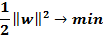 1/2 ‖w‖² → min